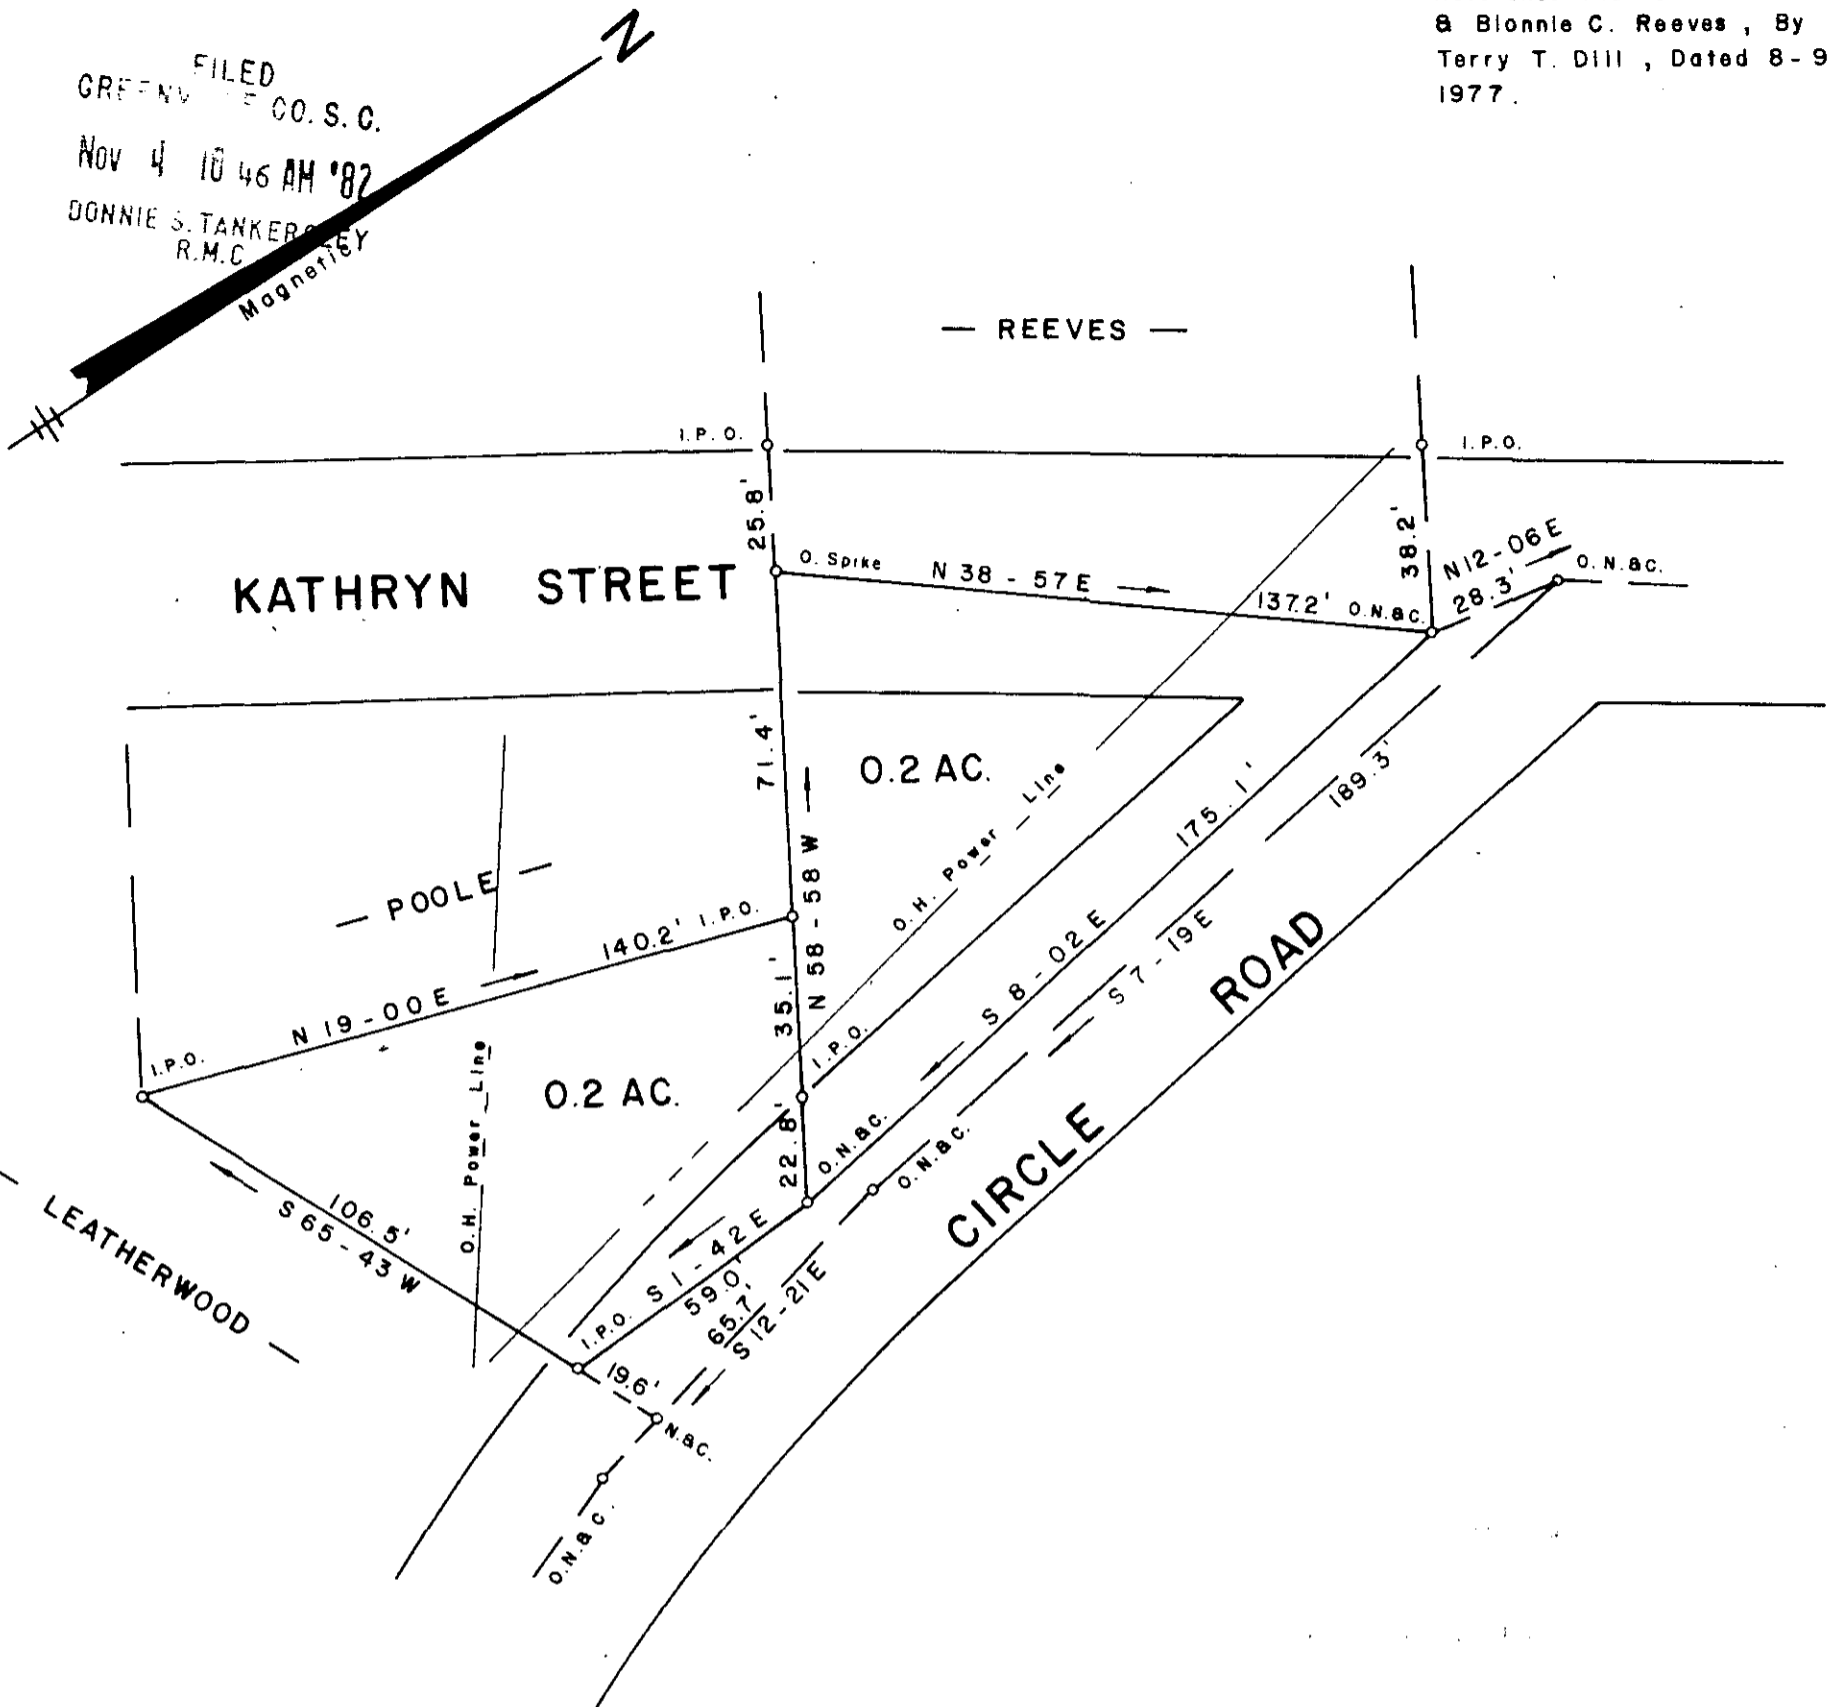 & Blonnie C. Reeves , By
Terry T. Dill , Dated 8-9
1977.
N
FILED
CO. S. C.
Nov 4 10 46 AM '82
DONNIE S. TANKERSLEY
R.M.C
Magnetic
— REEVES —
I.P.O.
I.P.O.
25.8'
38.2'
N 12-06 E
28.3'
O. N.&C.
O. Spike
N 38 - 57 E
137.2'
O.N.&C.
KATHRYN STREET
71.4'
0.2 AC.
O. H. Power Line
175.1'
189.3'
— POOLE —
N 58 - 58 W
140.2'
I.P.O.
S 8 - 02 E
S 7 - 19 E
CIRCLE ROAD
N 19-00 E
35.1'
I.P.O.
I.P.O.
O.H. Power Line
0.2 AC.
22.8'
O.N.&C.
O.N.&C.
LEATHERWOOD —
106.5'
S 65-43 W
I.P.O.
S 1 - 42 E
59.0'
65.7'
S 12-21 E
19.6'
N.&C.
O.N.&C.